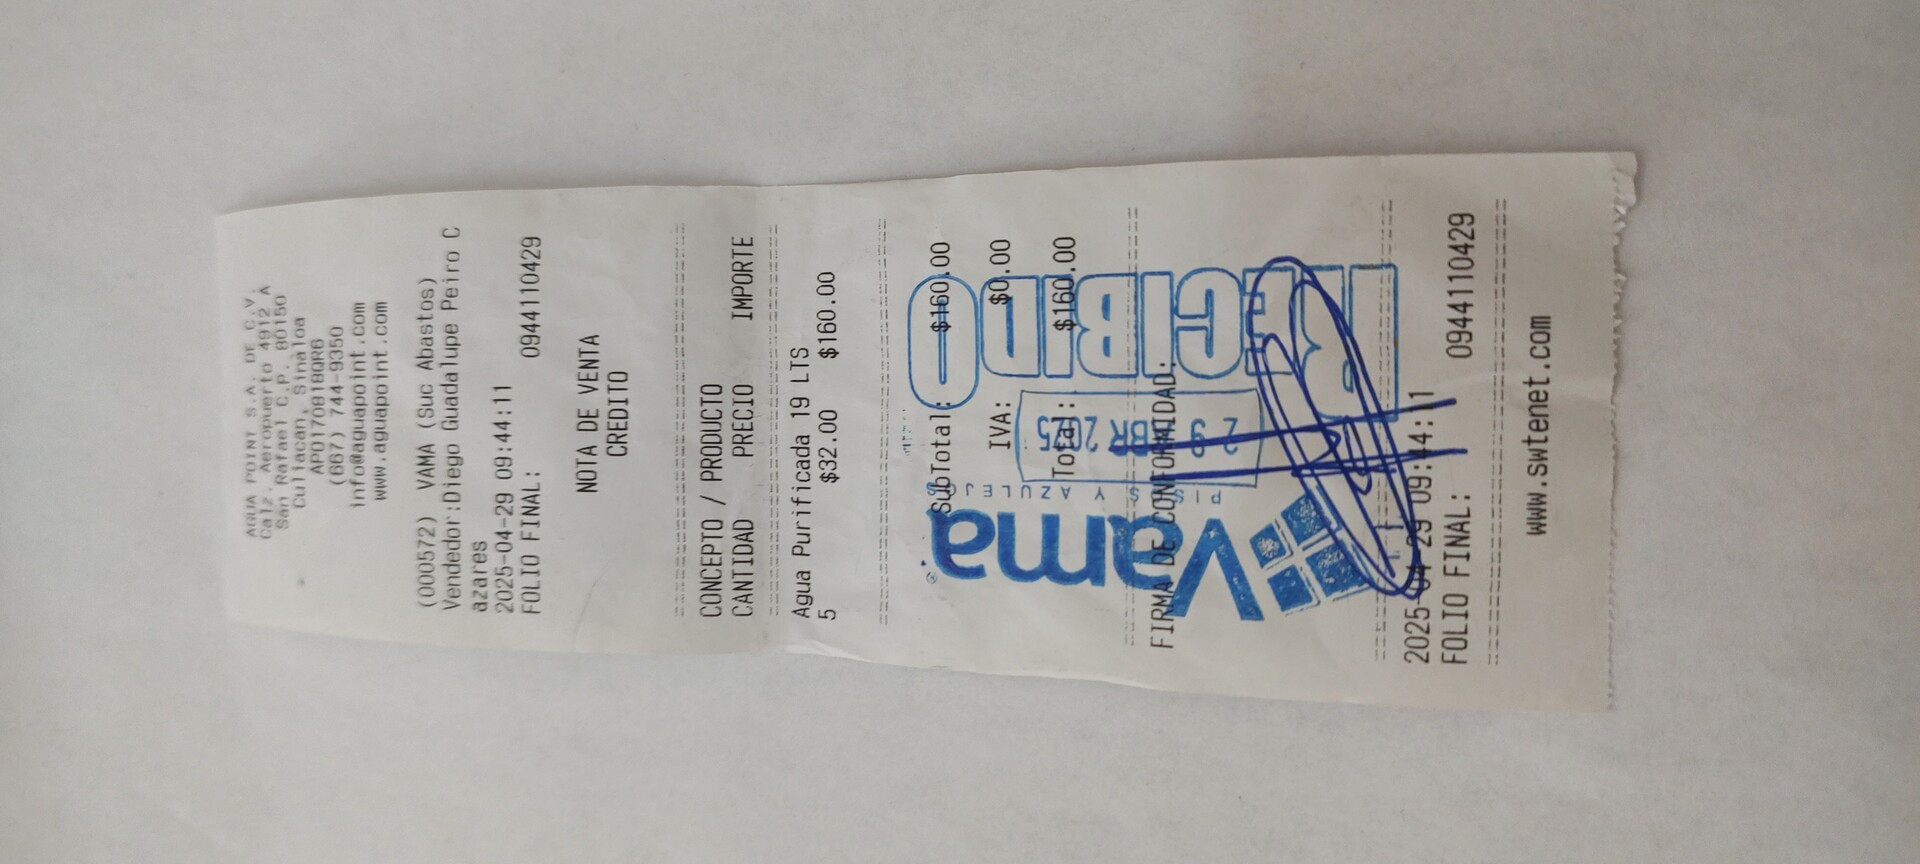 AGUA POINT S.A. DE C.V.
Calz. Aeropuerto 4912 A
San Rafael C.P. 80150
Culiacan, Sinaloa
APO170818QR6
(667) 744-9350
info@aguapoint.com
www.aguapoint.com
(000572) VAMA (Suc Abastos)
Vendedor:Diego Guadalupe Peiro C
azares
2025-04-29 09:44:11
FOLIO FINAL: 0944110429
NOTA DE VENTA
CREDITO
CONCEPTO / PRODUCTO
CANTIDAD PRECIO IMPORTE
Agua Purificada 19 LTS
5 $32.00 $160.00
SubTotal: $160.00
IVA: $0.00
Total: $160.00
FIRMA DE CONFORMIDAD:
RECIBIDO
29 ABR 2025
Vama
PISOS Y AZULEJOS
2025-04-29 09:44:11
FOLIO FINAL: 0944110429
www.swtenet.com